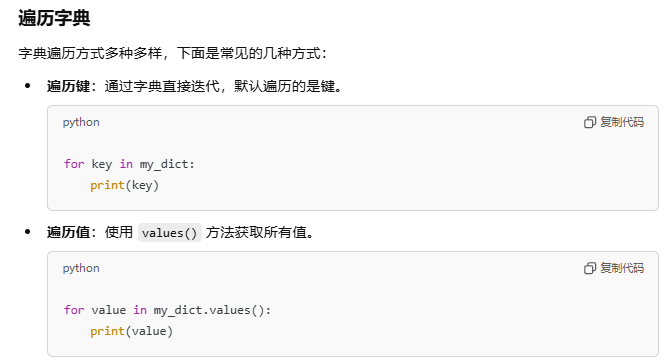 遍历字典
字典遍历方式多种多样，下面是常见的几种方式：
• 遍历键：通过字典直接迭代，默认遍历的是键。
python 复制代码
for key in my_dict:
    print(key)
• 遍历值：使用 values() 方法获取所有值。
python 复制代码
for value in my_dict.values():
    print(value)